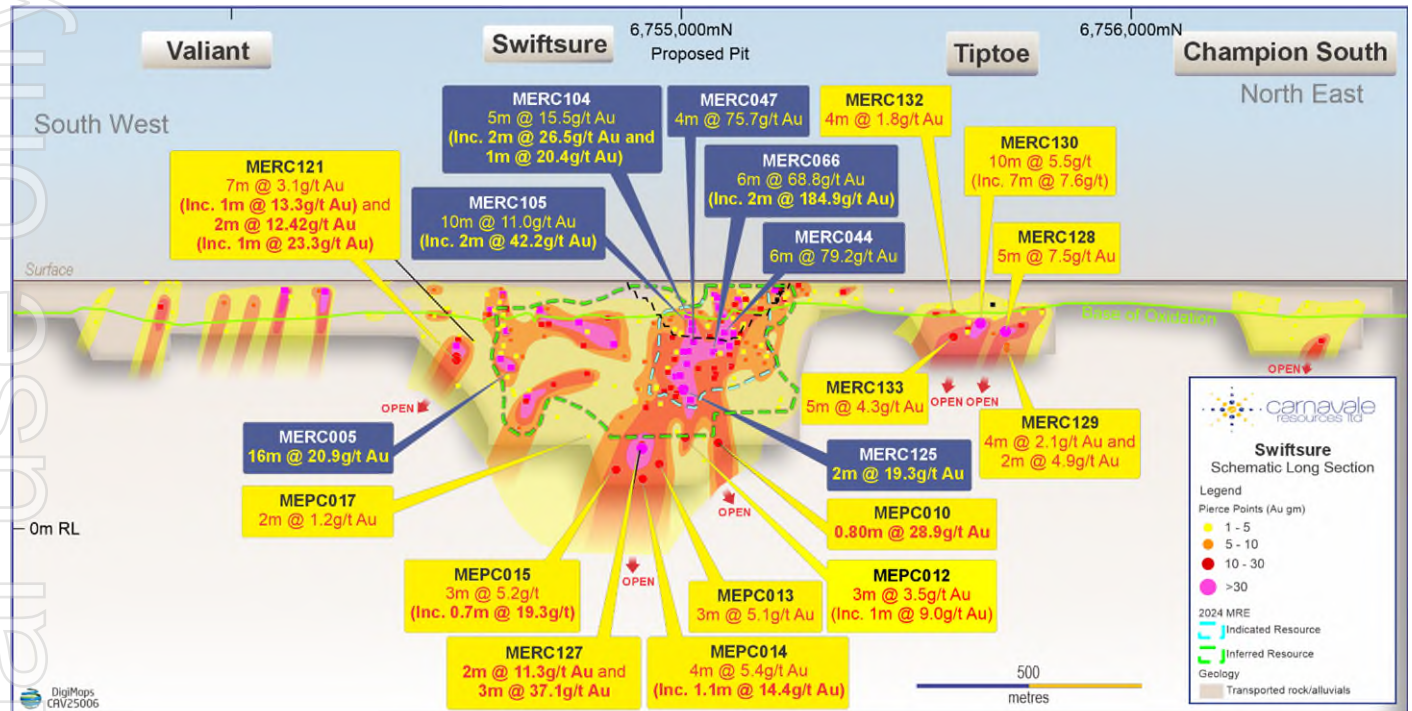 6,755,000mN
6,756,000mN
Valiant
Swiftsure
Proposed Pit
Tiptoe
Champion South
South West
North East
MERC104
5m @ 15.5g/t Au
(Inc. 2m @ 26.5g/t Au and
1m @ 20.4g/t Au)
MERC047
4m @ 75.7g/t Au
MERC132
4m @ 1.8g/t Au
MERC130
10m @ 5.5g/t
(Inc. 7m @ 7.6g/t)
MERC121
7m @ 3.1g/t Au
(Inc. 1m @ 13.3g/t Au) and
2m @ 12.42g/t Au
(Inc. 1m @ 23.3g/t Au)
MERC066
6m @ 68.8g/t Au
(Inc. 2m @ 184.9g/t Au)
MERC105
10m @ 11.0g/t Au
(Inc. 2m @ 42.2g/t Au)
MERC044
6m @ 79.2g/t Au
MERC128
5m @ 7.5g/t Au
Surface
Base of Oxidation
OPEN
MERC133
5m @ 4.3g/t Au
OPEN
OPEN
OPEN
MERC129
4m @ 2.1g/t Au and
2m @ 4.9g/t Au
MERC005
16m @ 20.9g/t Au
MERC125
2m @ 19.3g/t Au
MEPC017
2m @ 1.2g/t Au
OPEN
MEPC010
0.80m @ 28.9g/t Au
0m RL
MEPC015
3m @ 5.2g/t
(Inc. 0.7m @ 19.3g/t)
OPEN
MEPC013
3m @ 5.1g/t Au
MEPC012
3m @ 3.5g/t Au
(Inc. 1m @ 9.0g/t Au)
MERC127
2m @ 11.3g/t Au and
3m @ 37.1g/t Au
MEPC014
4m @ 5.4g/t Au
(Inc. 1.1m @ 14.4g/t Au)
500
metres
carnavale
resources ltd
Swiftsure
Schematic Long Section
Legend
Pierce Points (Au gm)
1 - 5
5 - 10
10 - 30
>30
2024 MRE
Indicated Resource
Inferred Resource
Geology
Transported rock/alluvials
DigiMaps
CAV25006